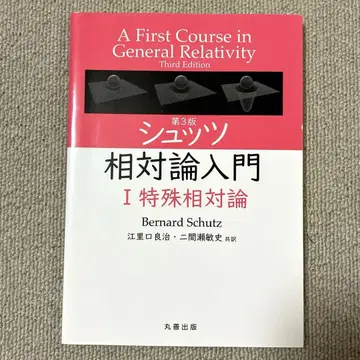 A First Course in
General Relativity
Third Edition
第3版
シュッツ
相対論入門
I 特殊相対論
Bernard Schutz
江里口良治・二間瀬敏史 共訳
丸善出版